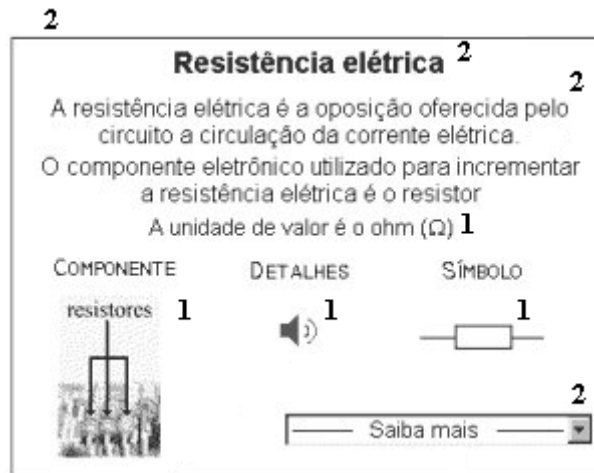 2
Resistência elétrica 2
2
A resistência elétrica é a oposição oferecida pelo
circuito a circulação da corrente elétrica.
O componente eletrônico utilizado para incrementar
a resistência elétrica é o resistor
A unidade de valor é o ohm (Ω) 1
COMPONENTE DETALHES SÍMBOLO
resistores 1 1 1
2
Saiba mais